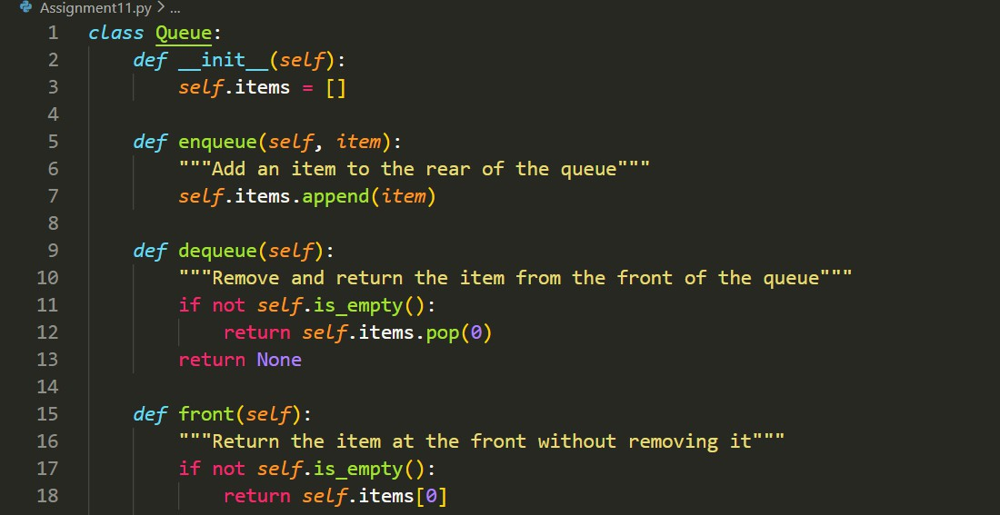 Assignment11.py > ...
1 class Queue:
2     def __init__(self):
3         self.items = []
4
5     def enqueue(self, item):
6         """Add an item to the rear of the queue"""
7         self.items.append(item)
8
9     def dequeue(self):
10         """Remove and return the item from the front of the queue"""
11         if not self.is_empty():
12             return self.items.pop(0)
13         return None
14
15     def front(self):
16         """Return the item at the front without removing it"""
17         if not self.is_empty():
18             return self.items[0]